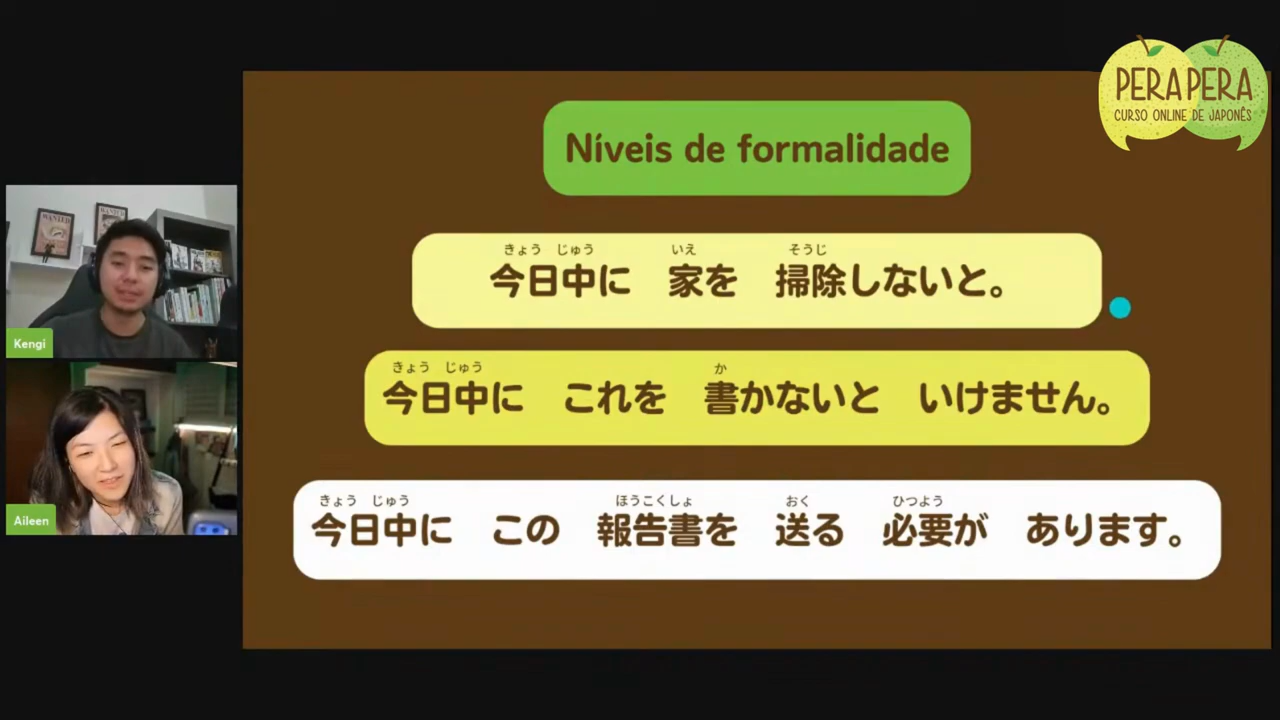 PERA PERA
CURSO ONLINE DE JAPONÊS
Níveis de formalidade
きょう じゅう いえ そうじ
今日中に 家を 掃除しないと。
きょう じゅう か
今日中に これを 書かないと いけません。
きょう じゅう ほうこくしょ おく ひつよう
今日中に この 報告書を 送る 必要が あります。
WANTED
WANTED
Kengi
Aileen